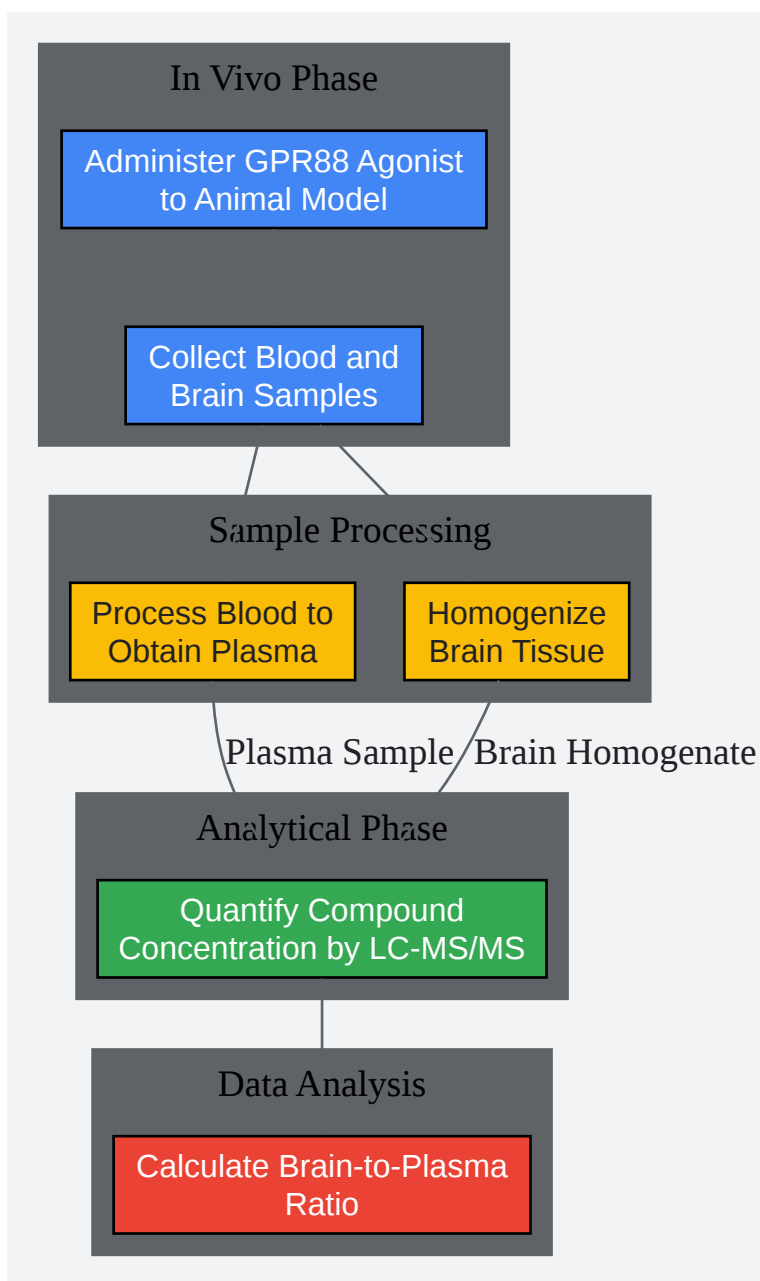 In Vivo Phase
Administer GPR88 Agonist
to Animal Model
Collect Blood and
Brain Samples
Sample Processing
Process Blood to
Obtain Plasma
Homogenize
Brain Tissue
Plasma Sample
Brain Homogenate
Analytical Phase
Quantify Compound
Concentration by LC-MS/MS
Data Analysis
Calculate Brain-to-Plasma
Ratio